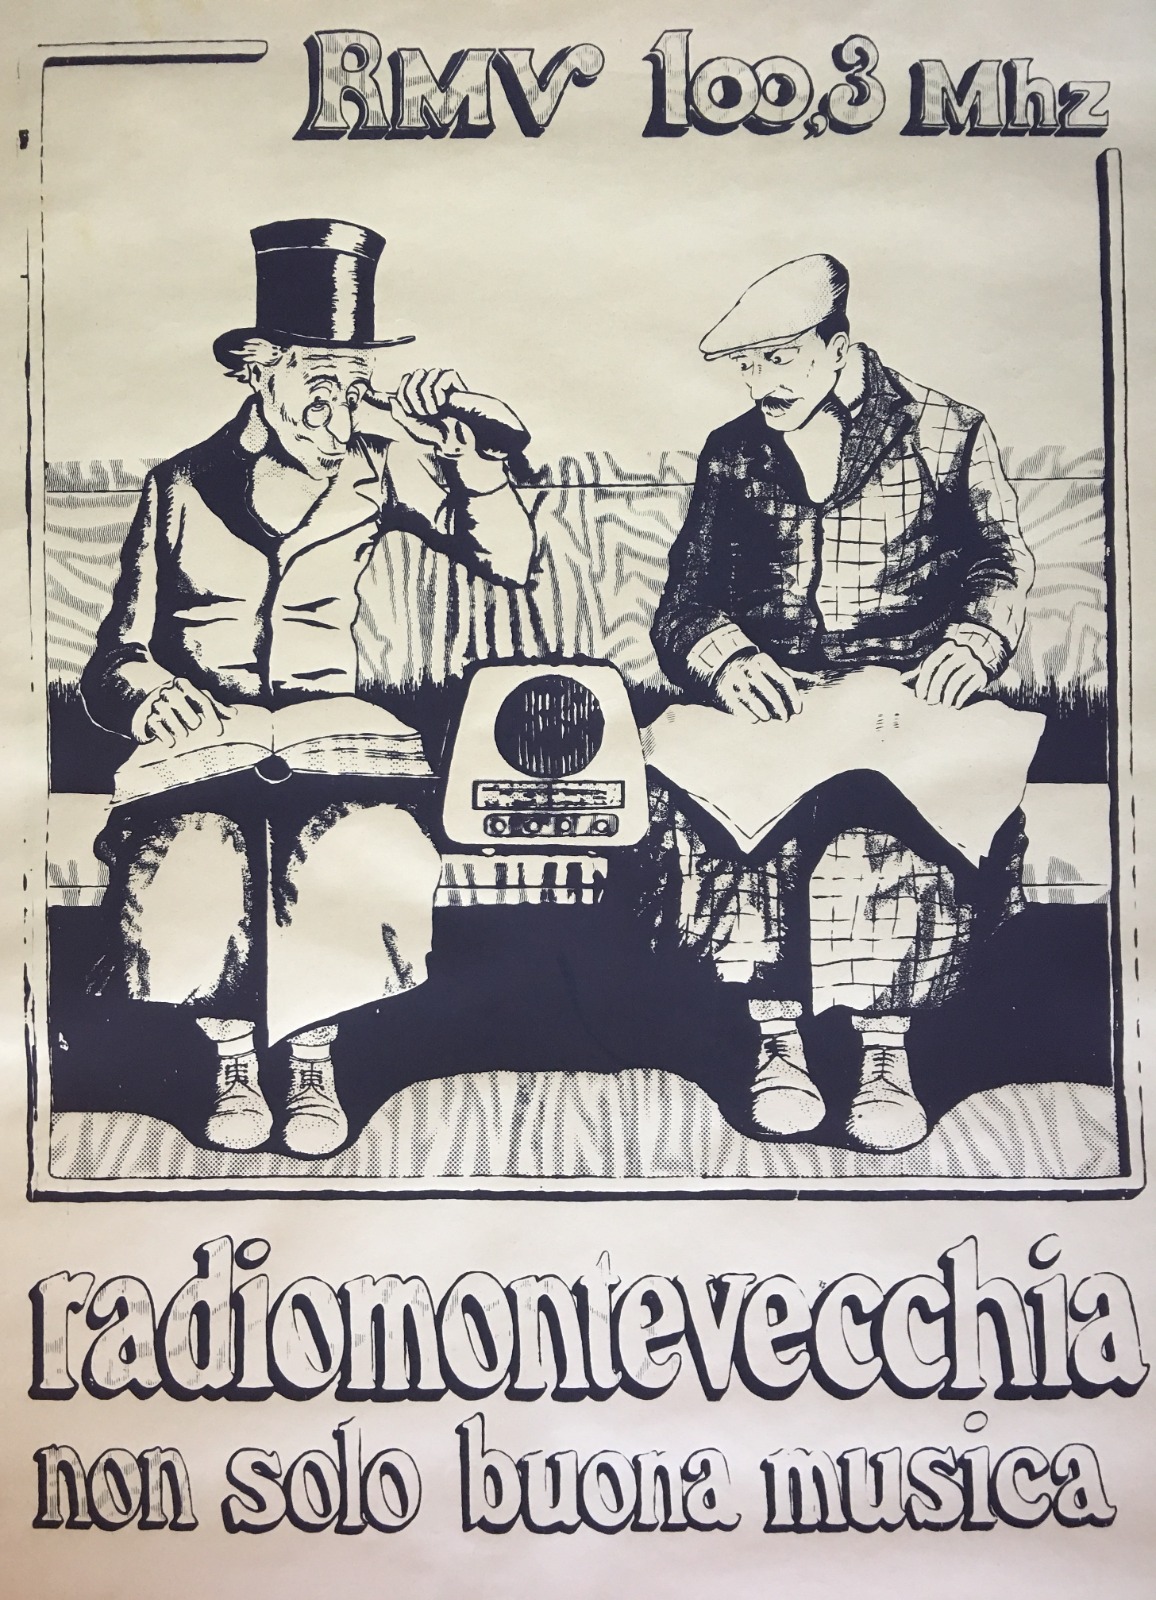 RMV 100,3 Mhz
radiomontevecchia
non solo buona musica